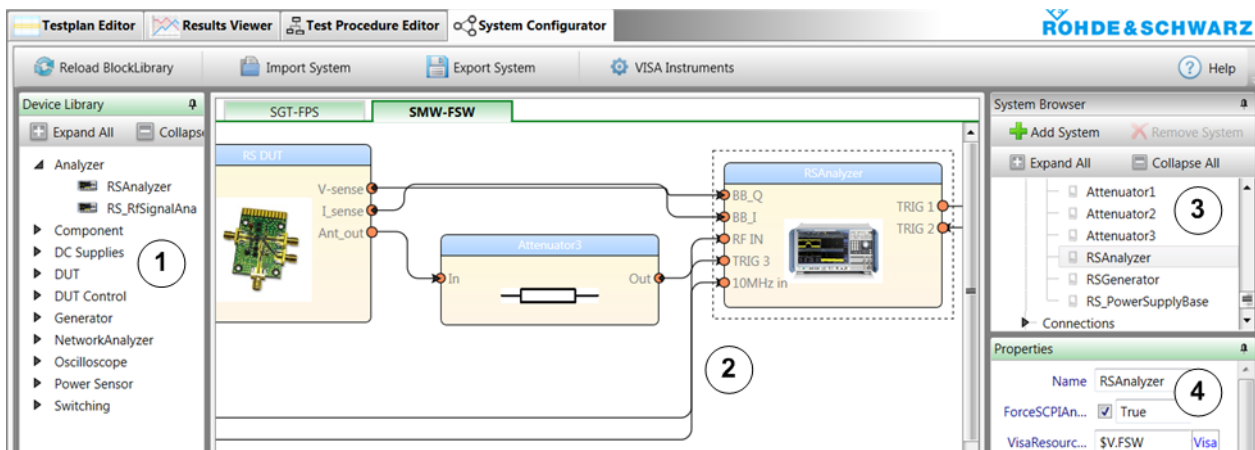 Testplan Editor Results Viewer Test Procedure Editor System Configurator
ROHDE&SCHWARZ
Reload BlockLibrary Import System Export System VISA Instruments Help
Device Library
Expand All Collaps
Analyzer
RSAnalyzer
RS_RfSignalAna
Component
DC Supplies
DUT
DUT Control
Generator
NetworkAnalyzer
Oscilloscope
Power Sensor
Switching
1
SGT-FPS SMW-FSW
RS DUT
V-sense
I_sense
Ant_out
Attenuator3
In Out
RSAnalyzer
BB_Q
BB_I
RF IN
TRIG 3
10MHz in
TRIG 1
TRIG 2
2
System Browser
Add System Remove System
Expand All Collapse All
Attenuator1
Attenuator2
Attenuator3
RSAnalyzer
RSGenerator
RS_PowerSupplyBase
Connections
3
Properties
Name RSAnalyzer
ForceSCPIAn... True
VisaResourc... $V.FSW Visa
4